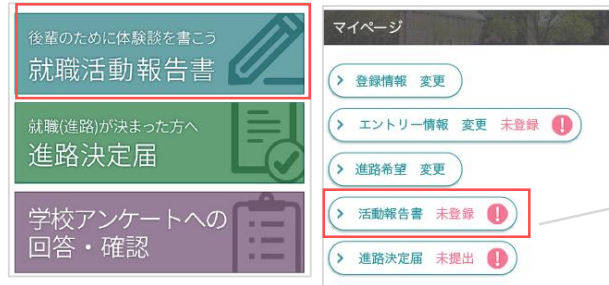 後輩のために体験談を書こう
就職活動報告書
就職(進路)が決まった方へ
進路決定届
学校アンケートへの
回答・確認
マイページ
登録情報 変更
エントリー情報 変更 未登録
進路希望 変更
活動報告書 未登録
進路決定届 未提出